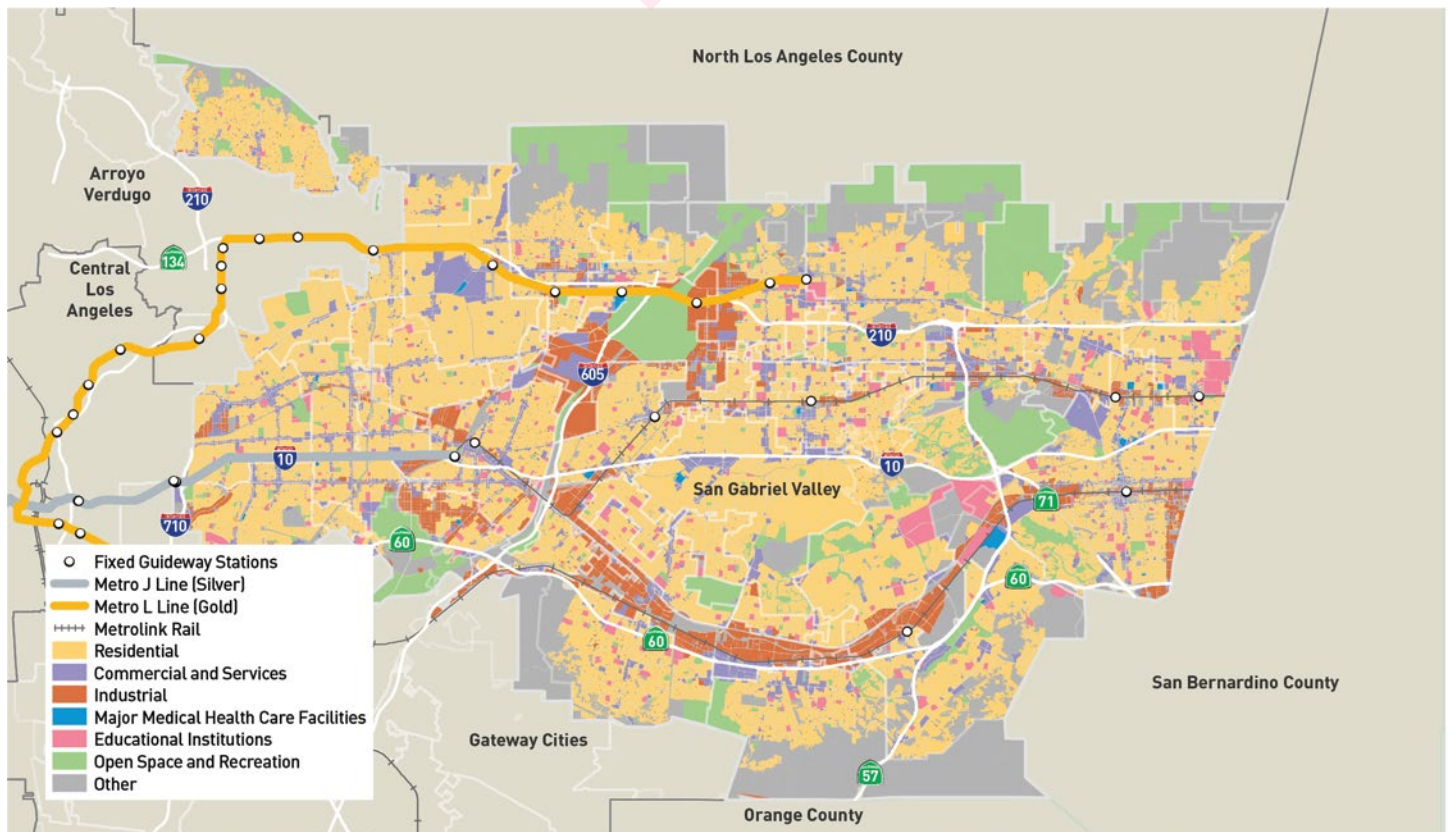 North Los Angeles County
Arroyo
Verdugo
210
134
Central
Los
Angeles
210
605
10
10
San Gabriel Valley
71
710
60
60
60
57
San Bernardino County
Gateway Cities
Orange County
Fixed Guideway Stations
Metro J Line (Silver)
Metro L Line (Gold)
Metrolink Rail
Residential
Commercial and Services
Industrial
Major Medical Health Care Facilities
Educational Institutions
Open Space and Recreation
Other